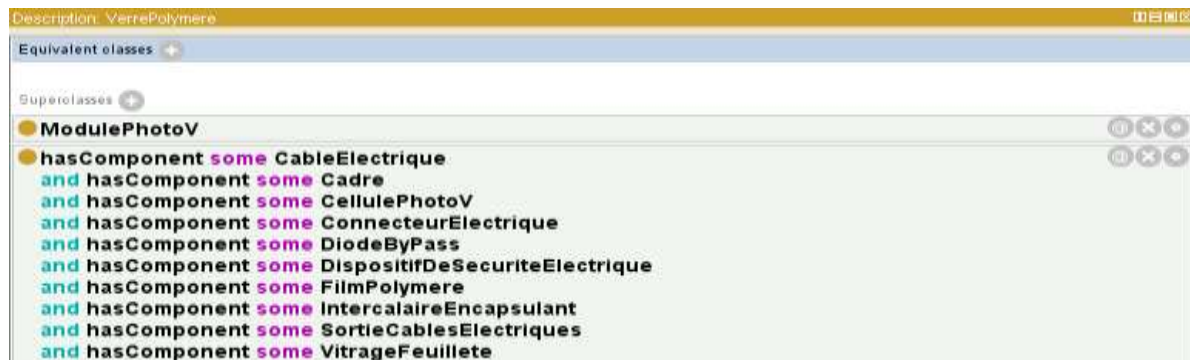 Description: VerrePolymere
Equivalent classes
Superclasses
ModulePhotoV
hasComponent some CableElectrique
and hasComponent some Cadre
and hasComponent some CellulePhotoV
and hasComponent some ConnecteurElectrique
and hasComponent some DiodeByPass
and hasComponent some DispositifDeSecuriteElectrique
and hasComponent some FilmPolymere
and hasComponent some IntercalaireEncapsulant
and hasComponent some SortieCablesElectriques
and hasComponent some VitrageFeuillete